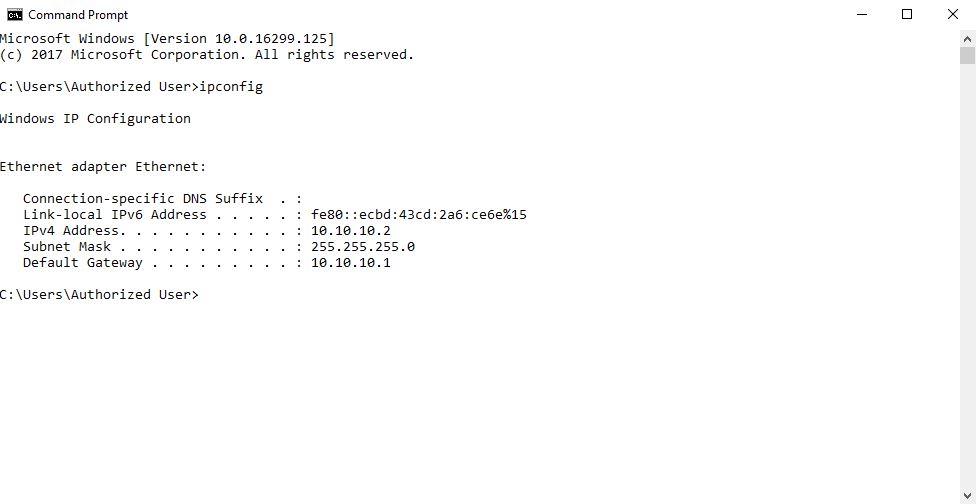 Command Prompt
Microsoft Windows [Version 10.0.16299.125]
(c) 2017 Microsoft Corporation. All rights reserved.
C:\Users\Authorized User>ipconfig
Windows IP Configuration
Ethernet adapter Ethernet:
Connection-specific DNS Suffix  . :
Link-local IPv6 Address . . . . . : fe80::ecbd:43cd:2a6:ce6e%15
IPv4 Address. . . . . . . . . . . : 10.10.10.2
Subnet Mask . . . . . . . . . . . : 255.255.255.0
Default Gateway . . . . . . . . . : 10.10.10.1
C:\Users\Authorized User>